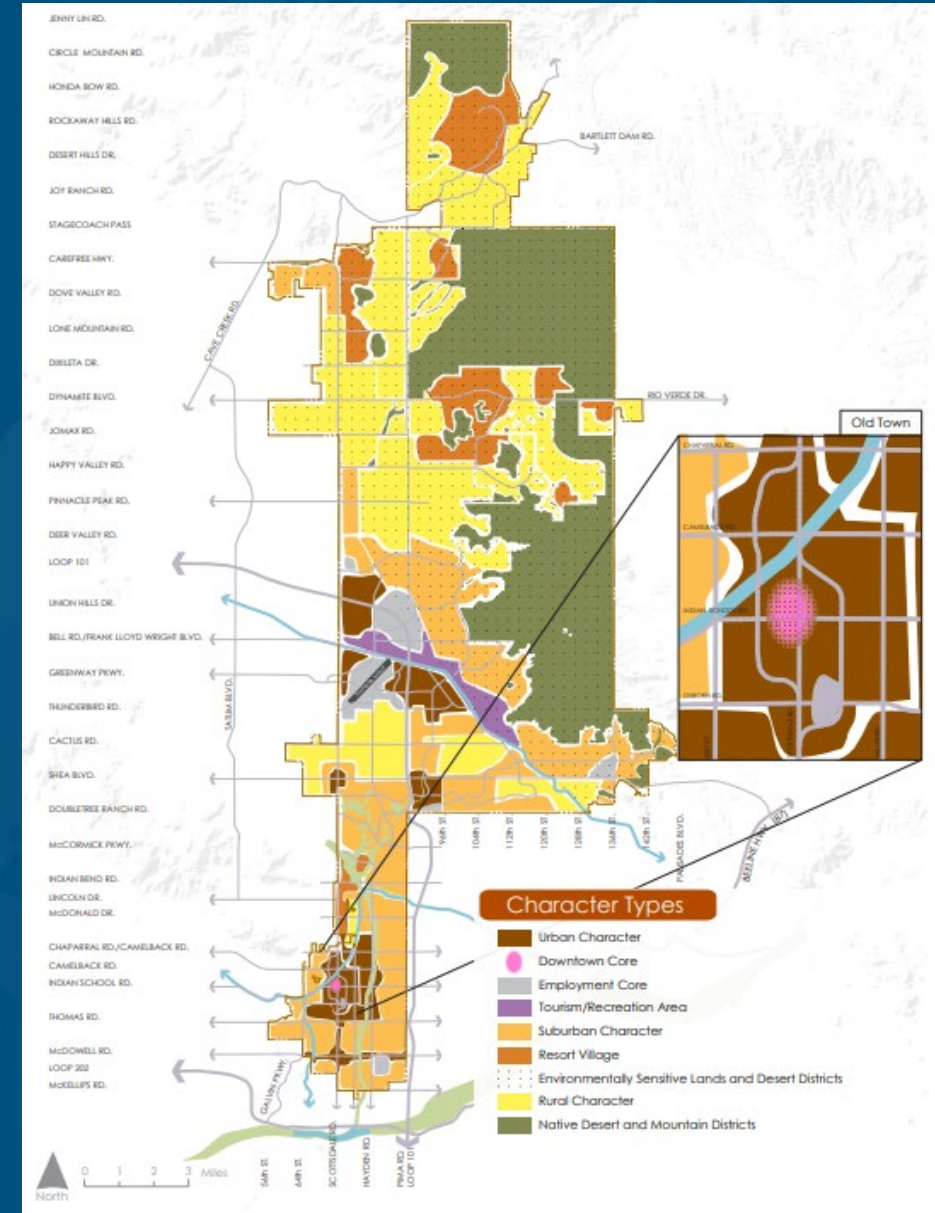 JENNY LIN RD.
CIRCLE MOUNTAIN RD.
HONDA BOW RD.
ROCKAWAY HILLS RD.
DESERT HILLS DR.
JOY RANCH RD.
STAGECOACH PASS
CAREFREE HWY.
DOVE VALLEY RD.
LONE MOUNTAIN RD.
DIXILETA DR.
DYNAMITE BLVD.
JOMAX RD.
HAPPY VALLEY RD.
PINNACLE PEAK RD.
DEER VALLEY RD.
LOOP 101
UNION HILLS DR.
BELL RD./FRANK LLOYD WRIGHT BLVD.
GREENWAY PKWY.
THUNDERBIRD RD.
CACTUS RD.
SHEA BLVD.
DOUBLETREE RANCH RD.
McCORMICK PKWY.
INDIAN BEND RD.
LINCOLN DR.
McDONALD DR.
CHAPARRAL RD./CAMELBACK RD.
CAMELBACK RD.
INDIAN SCHOOL RD.
THOMAS RD.
McDOWELL RD.
LOOP 202
McKELLIPS RD.
BARTLETT DAM RD.
CAVE CREEK RD.
RIO VERDE DR.
TATUM BLVD.
Old Town
CHAPARRAL RD.
CAMELBACK RD.
INDIAN SCHOOL RD.
OSBORN RD.
96th ST.
104th ST.
112th ST.
120th ST.
128th ST.
136th ST.
142th ST.
PALISADES BLVD.
BEELINE HWY. (87)
Character Types
Urban Character
Downtown Core
Employment Core
Tourism/Recreation Area
Suburban Character
Resort Village
Environmentally Sensitive Lands and Desert Districts
Rural Character
Native Desert and Mountain Districts
GALVIN PKWY.
56th ST.
64th ST.
SCOTTSDALE RD.
HAYDEN RD.
PIMA RD.
LOOP 101
North
0 1 2 3 Miles